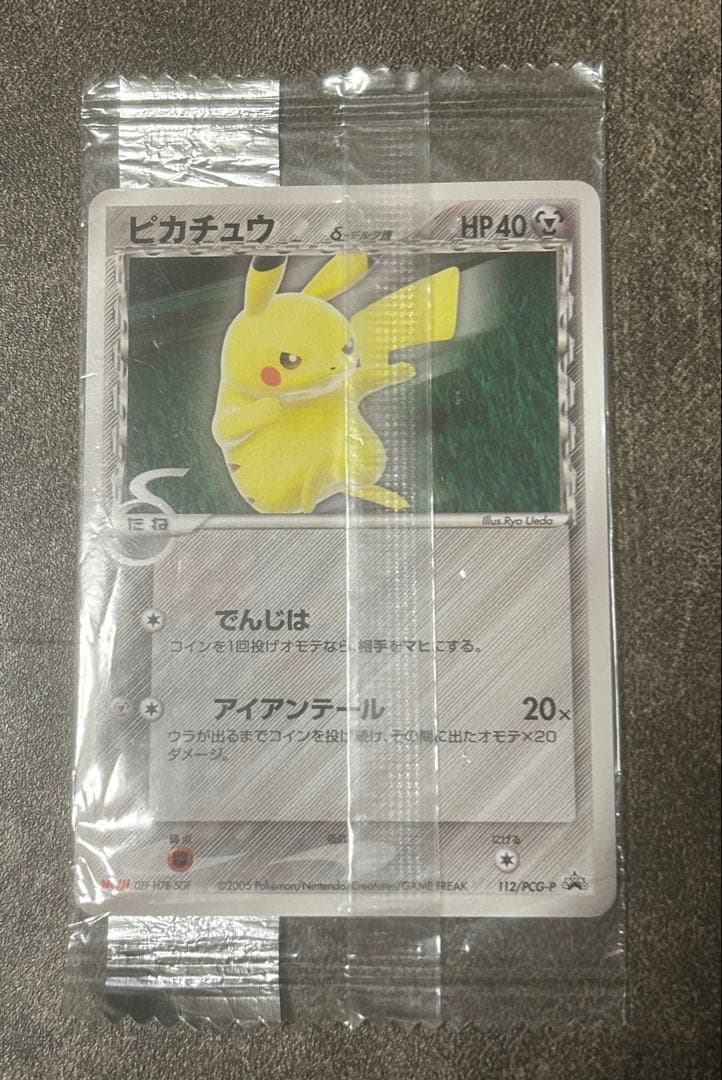 ピカチュウ δ-デルタ種 HP40
たね
Illus.Ryo Ueda
でんじは
コインを1回投げオモテなら、相手をマヒにする。
アイアンテール 20×
ウラが出るまでコインを投げ続け、その間に出たオモテ×20
ダメージ。
弱点 抵抗力 にげる
©2005 Pokémon/Nintendo/Creatures/GAME FREAK 112/PCG-P